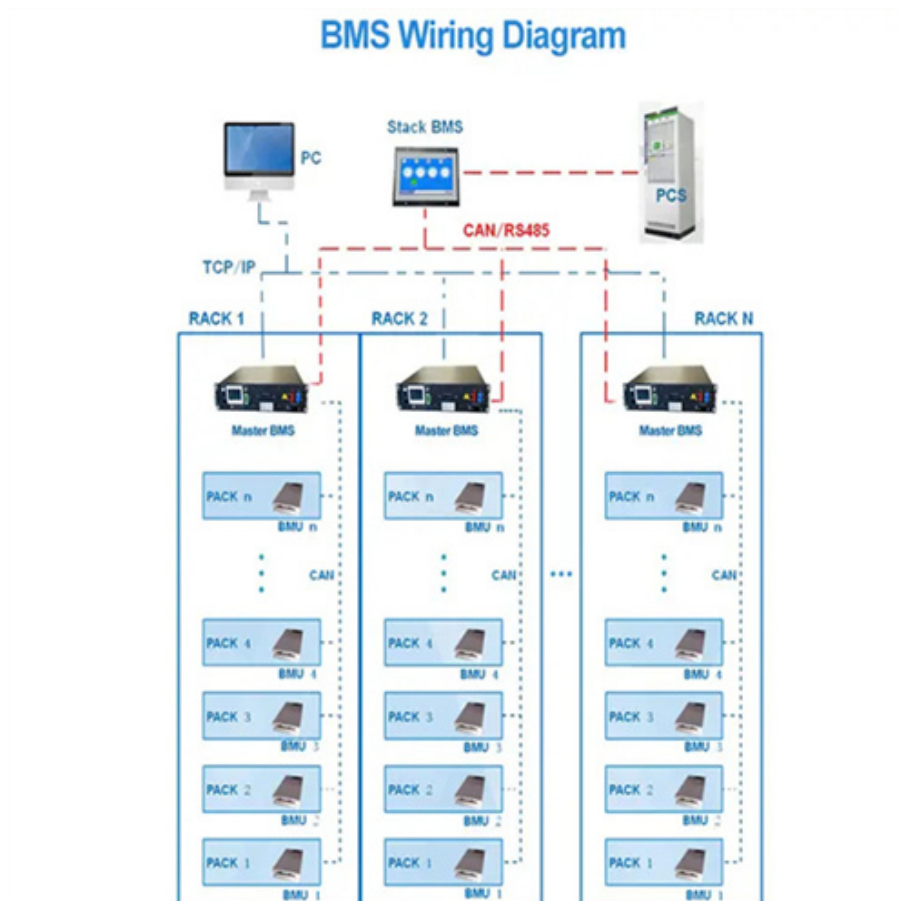 BMS Wiring Diagram
Stack BMS
PC
PCS
CAN/RS485
TCP/IP
RACK 1
RACK 2
RACK N
Master BMS
Master BMS
Master BMS
PACK n
PACK n
PACK n
BMU n
BMU n
BMU n
CAN
CAN
CAN
PACK 4
PACK 4
PACK 4
BMU 4
BMU 4
BMU 4
PACK 3
PACK 3
PACK 3
BMU 3
BMU 3
BMU 3
PACK 2
PACK 2
PACK 2
BMU 2
BMU 2
BMU 2
PACK 1
PACK 1
PACK 1
BMU 1
BMU 1
BMU 1